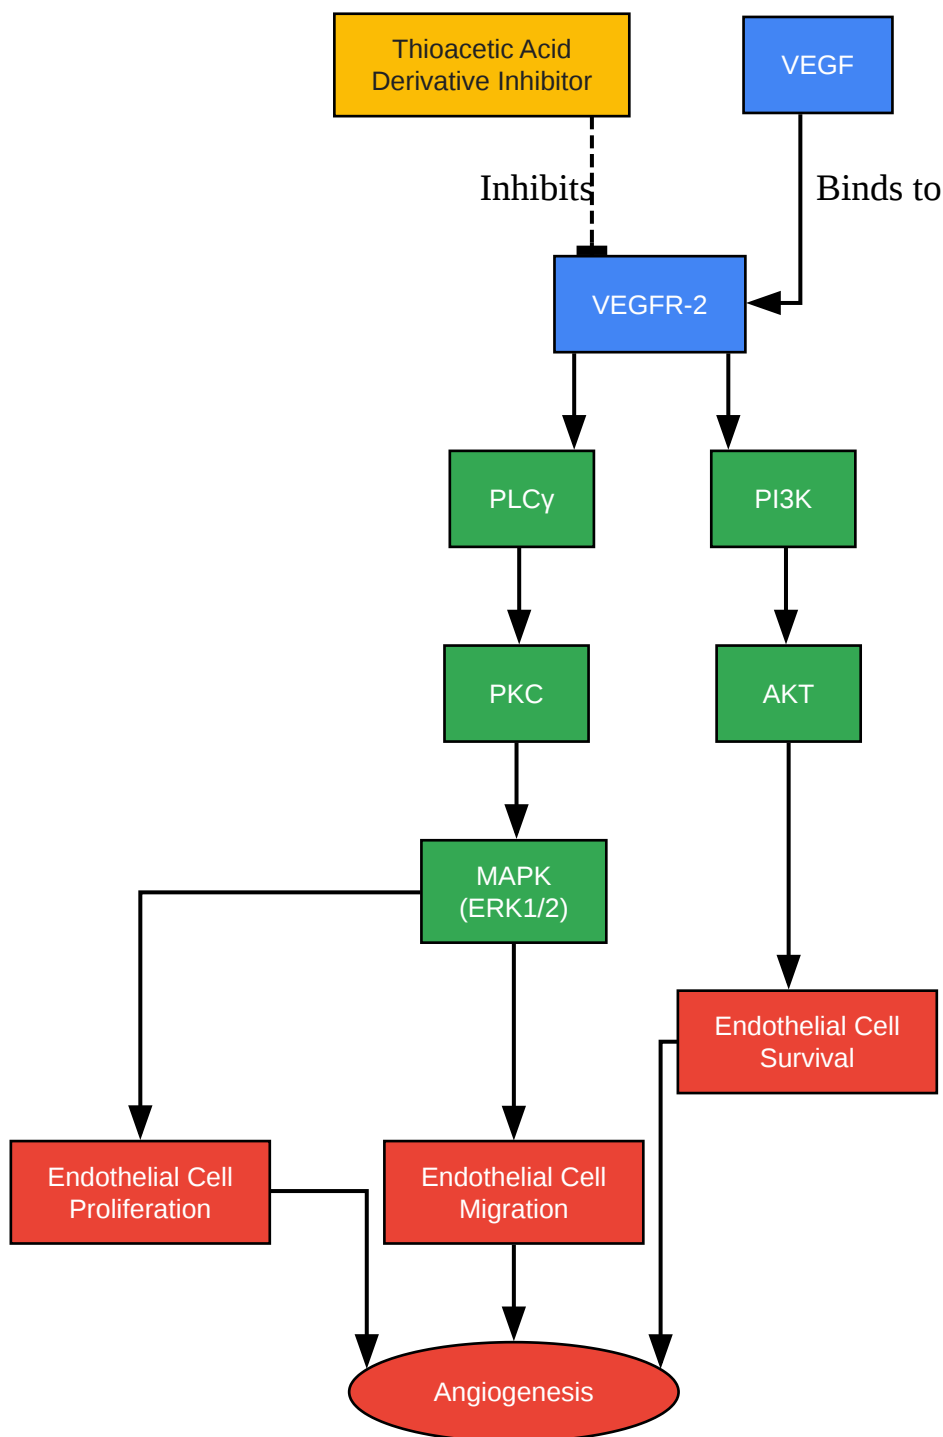 Thioacetic Acid
Derivative Inhibitor
VEGF
Inhibits
Binds to
VEGFR-2
PLCγ
PI3K
PKC
AKT
MAPK
(ERK1/2)
Endothelial Cell
Survival
Endothelial Cell
Proliferation
Endothelial Cell
Migration
Angiogenesis